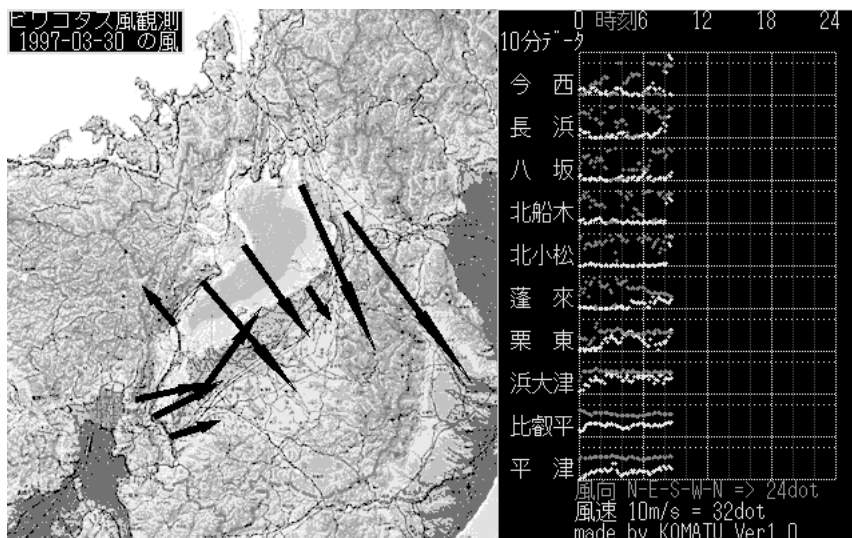 ビワコダス風観測
1997-03-30 の風
0 時刻6 12 18 24
10分ﾃﾞｰﾀ
今西
長浜
八坂
北船木
北小松
蓬莱
栗東
浜大津
比叡平
平津
風向 N-E-S-W-N => 24dot
風速 10m/s = 32dot
made by KOMATU Ver1.0